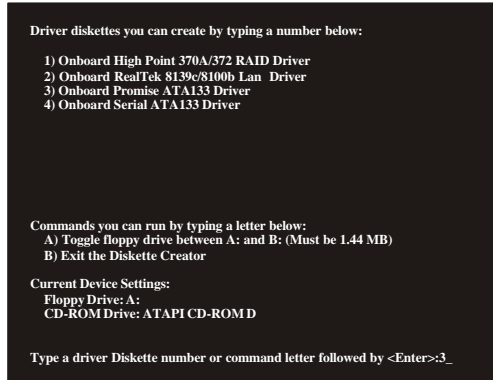 Driver diskettes you can create by typing a number below:
1) Onboard High Point 370A/372 RAID Driver
2) Onboard RealTek 8139c/8100b Lan Driver
3) Onboard Promise ATA133 Driver
4) Onboard Serial ATA133 Driver
Commands you can run by typing a letter below:
A) Toggle floppy drive between A: and B: (Must be 1.44 MB)
B) Exit the Diskette Creator
Current Device Settings:
Floppy Drive: A:
CD-ROM Drive: ATAPI CD-ROM D
Type a driver Diskette number or command letter followed by <Enter>:3_